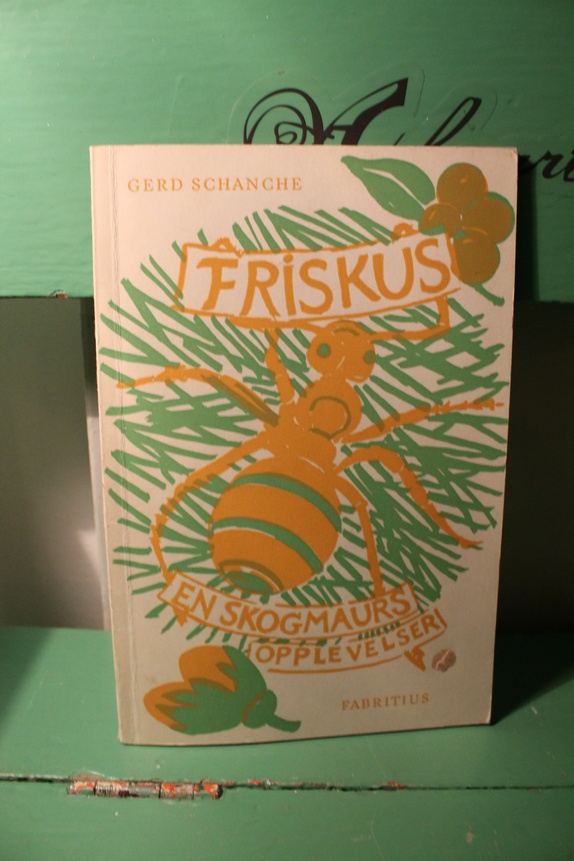 GERD SCHANCHE
FRISKUS
EN SKOGMAURS
OPPLEVELSER
FABRITIUS